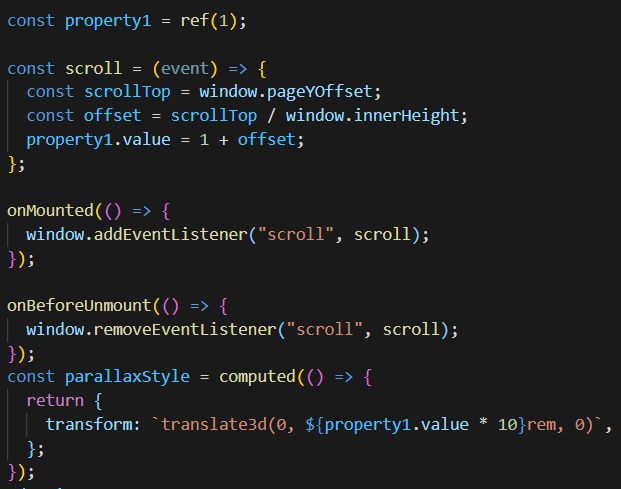 const property1 = ref(1);
const scroll = (event) => {
const scrollTop = window.pageYOffset;
const offset = scrollTop / window.innerHeight;
property1.value = 1 + offset;
};
onMounted(() => {
window.addEventListener("scroll", scroll);
});
onBeforeUnmount(() => {
window.removeEventListener("scroll", scroll);
});
const parallaxStyle = computed(() => {
return {
transform: `translate3d(0, ${property1.value * 10}rem, 0)`,
};
});